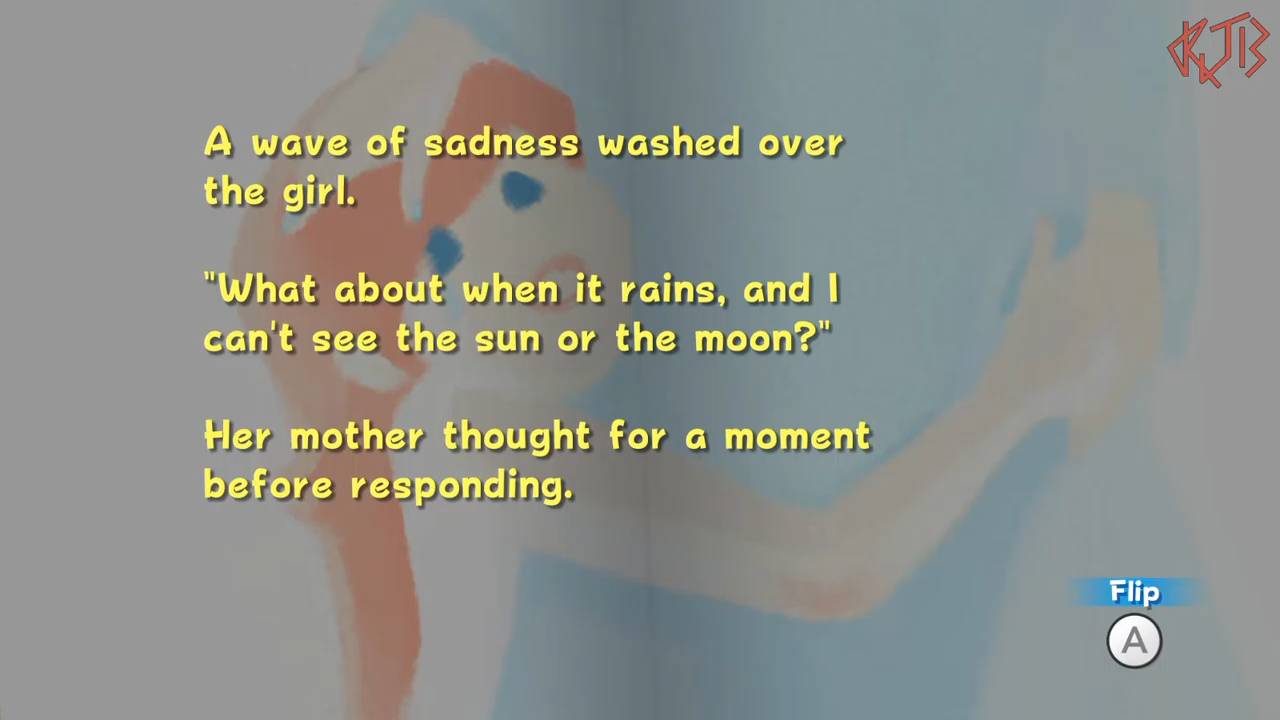 KJB
A wave of sadness washed over
the girl.
"What about when it rains, and I
can't see the sun or the moon?"
Her mother thought for a moment
before responding.
Flip
A